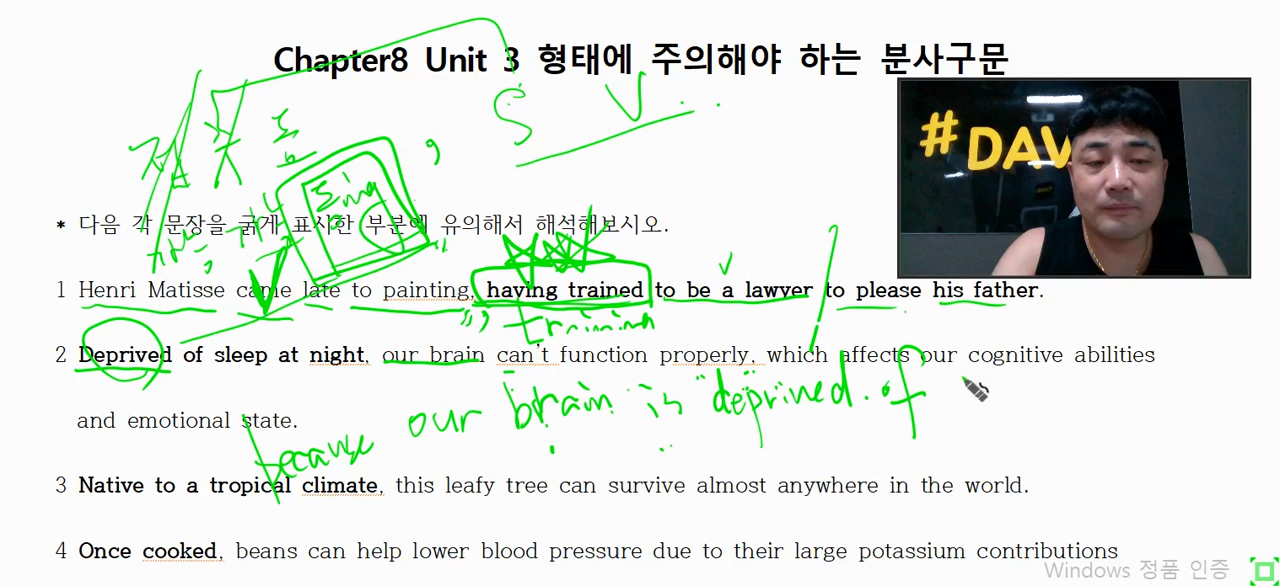 Chapter8 Unit 3 형태에 주의해야 하는 분사구문
S V . .
#DAV
* 다음 각 문장을 굵게 표시한 부분에 유의해서 해석해보시오.
1 Henri Matisse came late to painting, having trained to be a lawyer to please his father.
training
2 Deprived of sleep at night, our brain can't function properly, which affects our cognitive abilities
and emotional state.
because our brain is "deprived. of
3 Native to a tropical climate, this leafy tree can survive almost anywhere in the world.
4 Once cooked, beans can help lower blood pressure due to their large potassium contributions
Windows 정품 인증